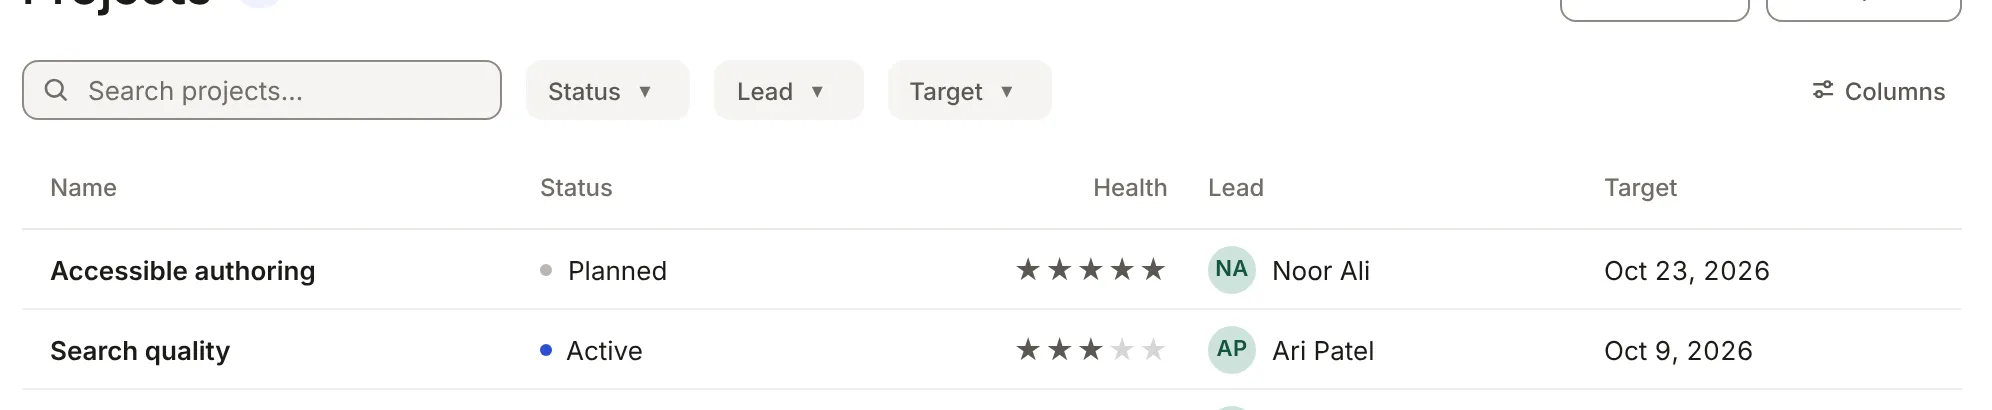 Projects
Search projects... Status ▼ Lead ▼ Target ▼ Columns
Name Status Health Lead Target
Accessible authoring Planned ★★★★★ NA Noor Ali Oct 23, 2026
Search quality Active ★★★★★ AP Ari Patel Oct 9, 2026